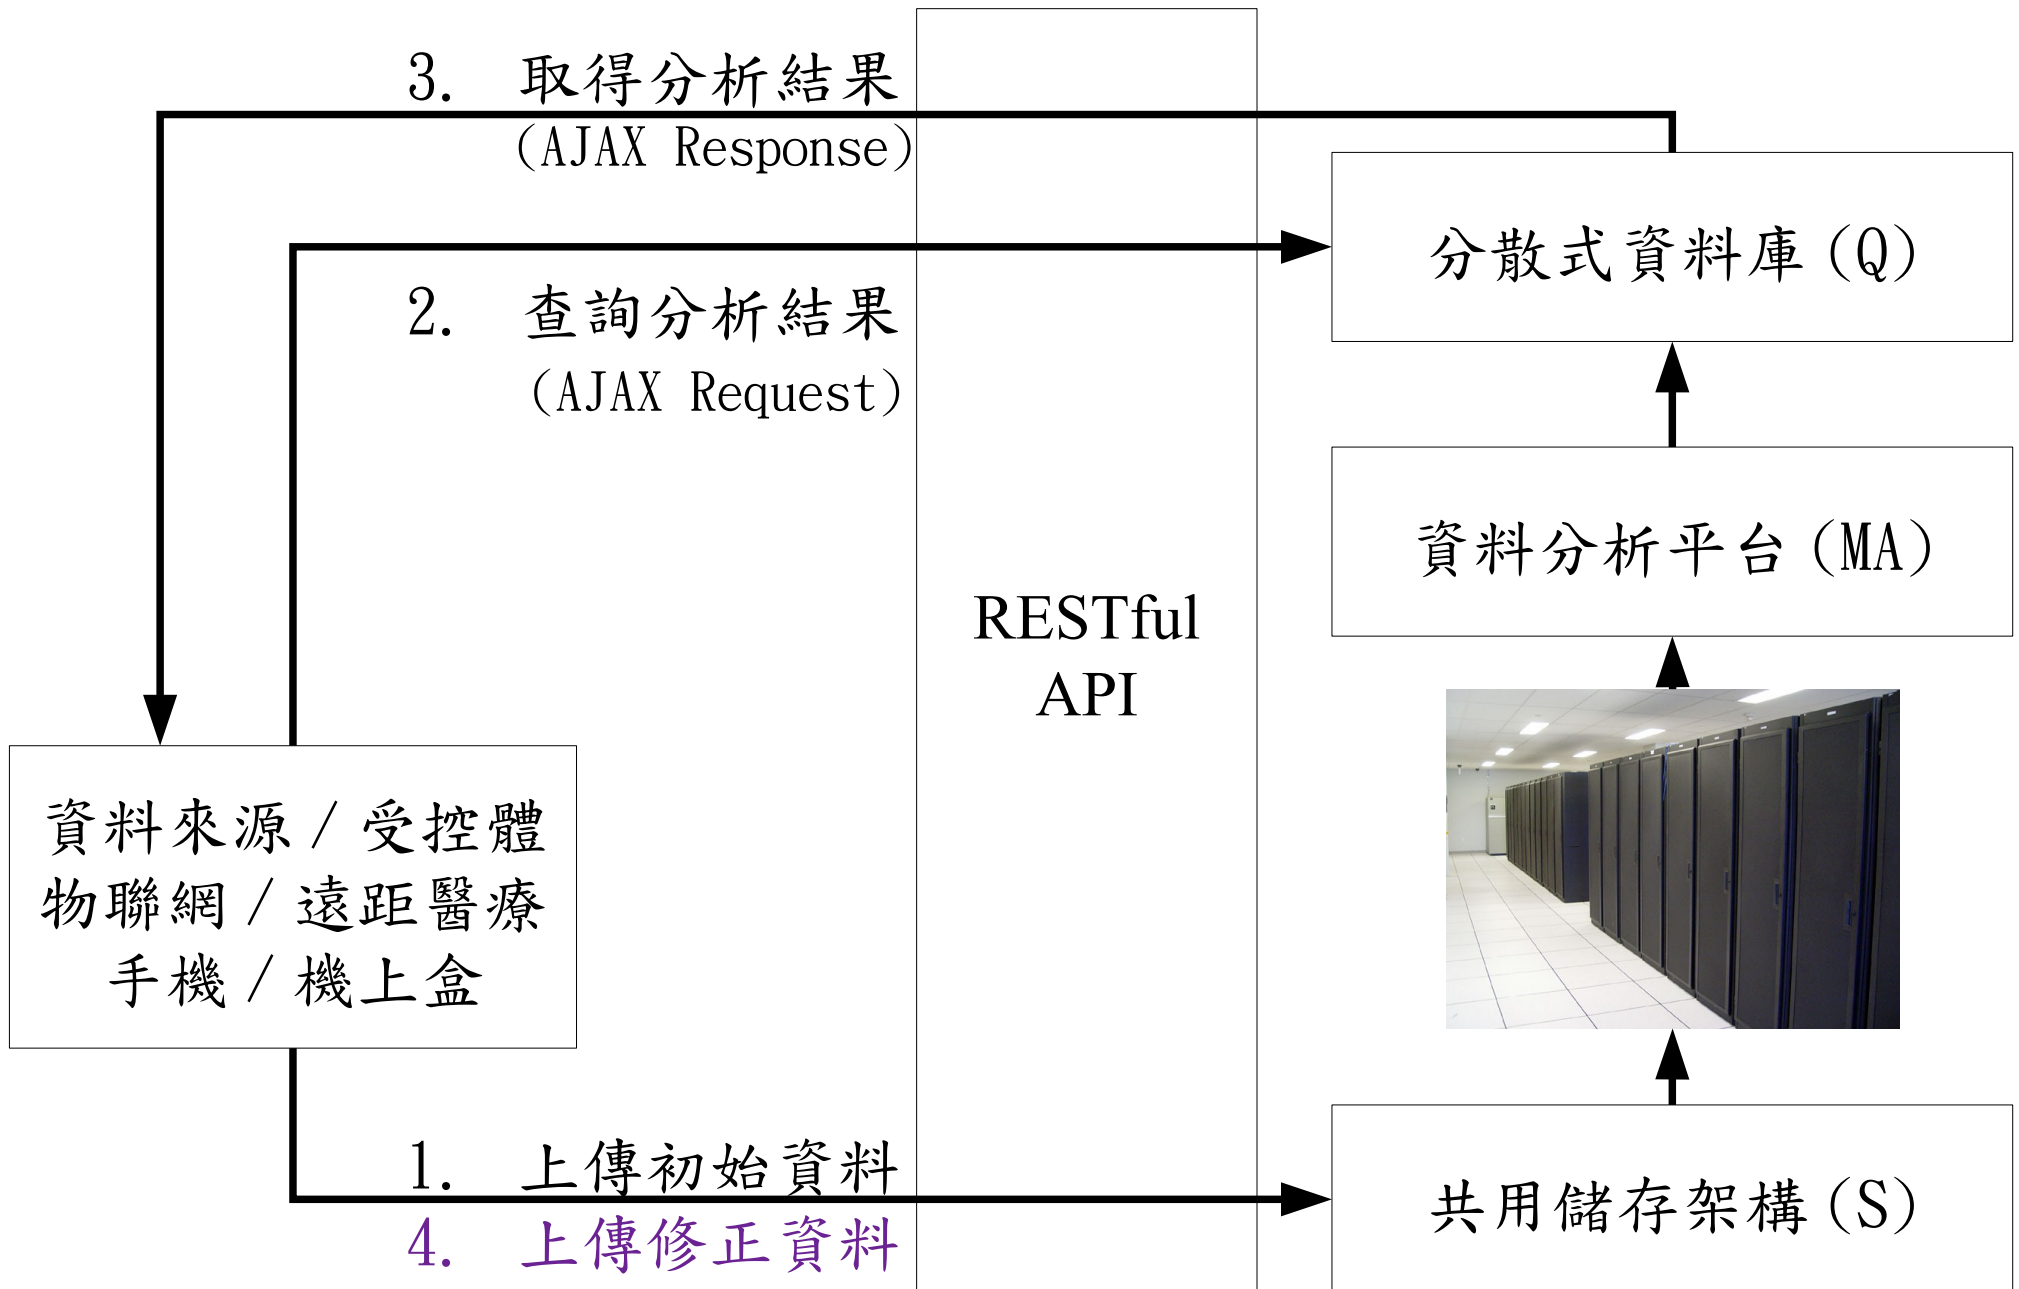 3. 取得分析結果
(AJAX Response)
分散式資料庫(Q)
2. 查詢分析結果
(AJAX Request)
資料分析平台(MA)
RESTful
API
資料來源/受控體
物聯網/遠距醫療
手機/機上盒
1. 上傳初始資料
4. 上傳修正資料
共用儲存架構(S)